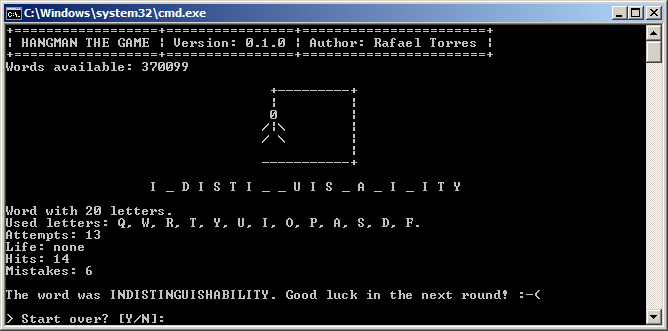 C:\Windows\system32\cmd.exe
¦ HANGMAN THE GAME ¦ Version: 0.1.0 ¦ Author: Rafael Torres ¦
Words available: 370099
I _ D I S T I _ _ U I S _ A _ I _ I T Y
Word with 20 letters.
Used letters: Q, W, R, T, Y, U, I, O, P, A, S, D, F.
Attempts: 13
Life: none
Hits: 14
Mistakes: 6
The word was INDISTINGUISHABILITY. Good luck in the next round! :-(
> Start over? [Y/N]: